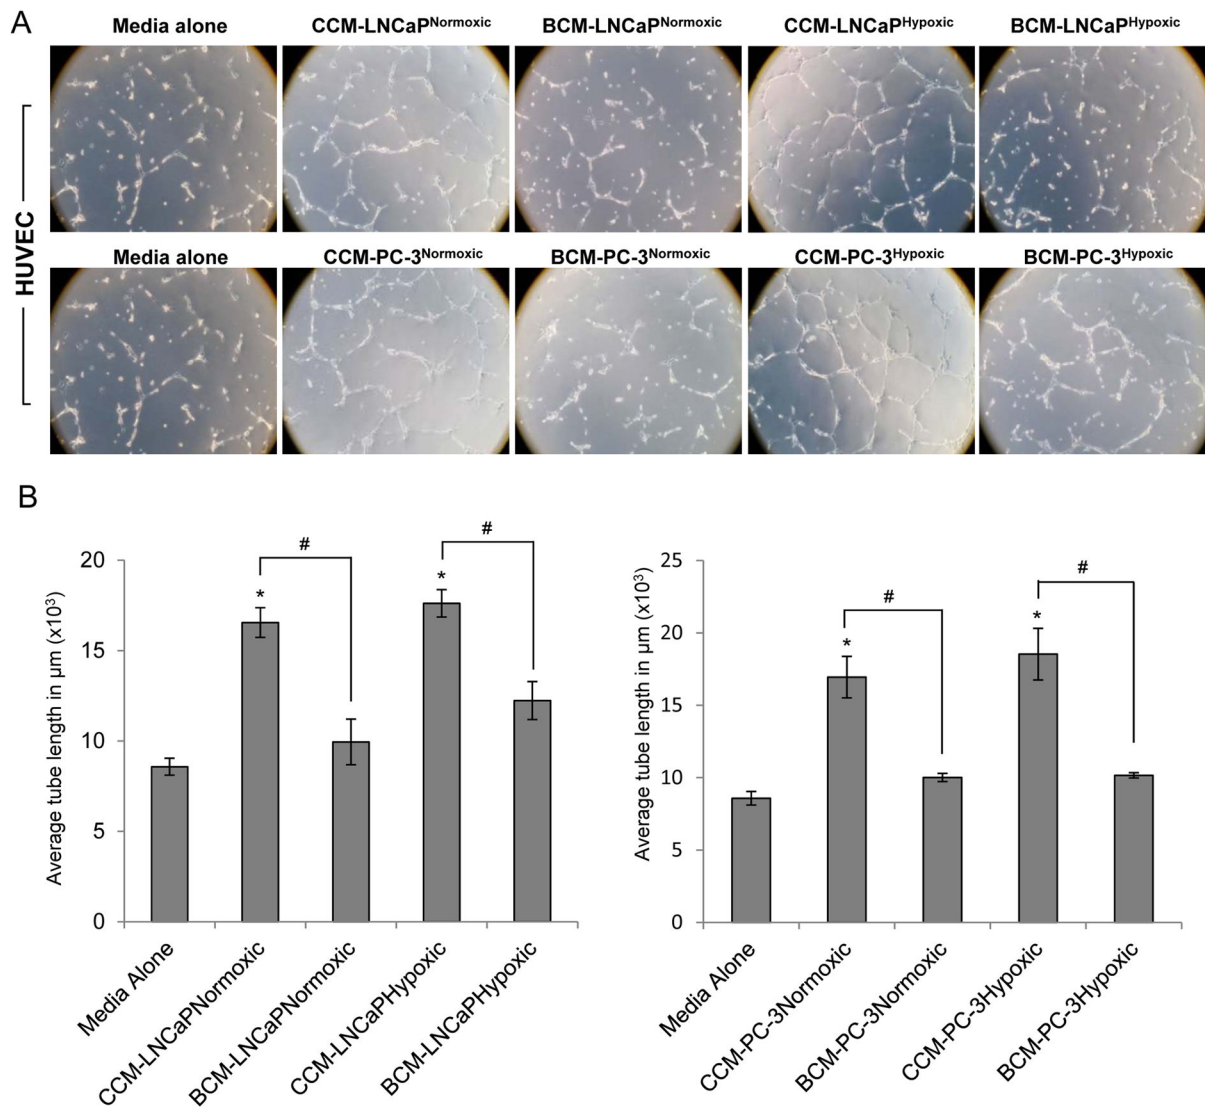 A
Media alone
CCM-LNCaPNormoxic
BCM-LNCaPNormoxic
CCM-LNCaPHypoxic
BCM-LNCaPHypoxic
HUVEC
Media alone
CCM-PC-3Normoxic
BCM-PC-3Normoxic
CCM-PC-3Hypoxic
BCM-PC-3Hypoxic
B
Average tube length in µm (x10³)
20
15
10
5
0
*
#
*
#
Media Alone
CCM-LNCaPNormoxic
BCM-LNCaPNormoxic
CCM-LNCaPHypoxic
BCM-LNCaPHypoxic
Average tube length in µm (x10³)
25
20
15
10
5
0
*
#
*
#
Media Alone
CCM-PC-3Normoxic
BCM-PC-3Normoxic
CCM-PC-3Hypoxic
BCM-PC-3Hypoxic